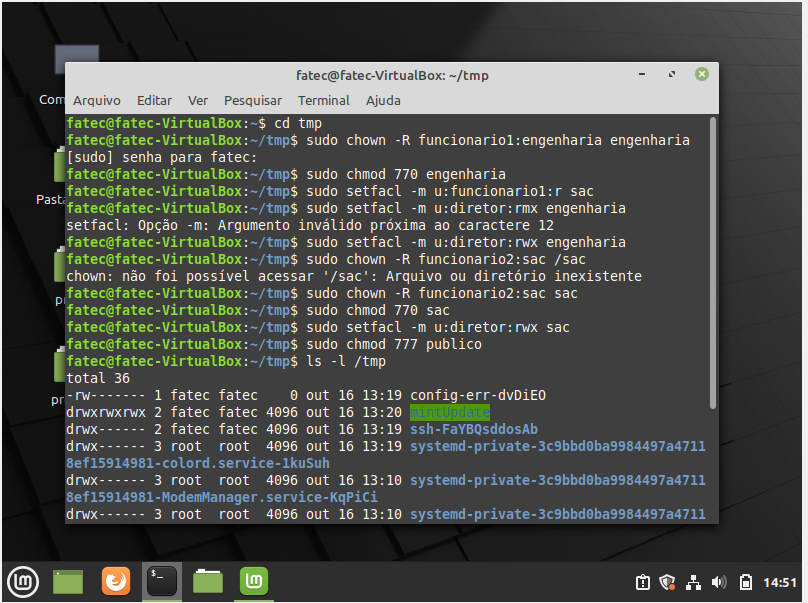 Com
Pasta
pr
pr
fatec@fatec-VirtualBox: ~/tmp
Arquivo Editar Ver Pesquisar Terminal Ajuda
fatec@fatec-VirtualBox:~$ cd tmp
fatec@fatec-VirtualBox:~/tmp$ sudo chown -R funcionario1:engenharia engenharia
[sudo] senha para fatec:
fatec@fatec-VirtualBox:~/tmp$ sudo chmod 770 engenharia
fatec@fatec-VirtualBox:~/tmp$ sudo setfacl -m u:funcionario1:r sac
fatec@fatec-VirtualBox:~/tmp$ sudo setfacl -m u:diretor:rmx engenharia
setfacl: Opção -m: Argumento inválido próxima ao caractere 12
fatec@fatec-VirtualBox:~/tmp$ sudo setfacl -m u:diretor:rwx engenharia
fatec@fatec-VirtualBox:~/tmp$ sudo chown -R funcionario2:sac /sac
chown: não foi possível acessar '/sac': Arquivo ou diretório inexistente
fatec@fatec-VirtualBox:~/tmp$ sudo chown -R funcionario2:sac sac
fatec@fatec-VirtualBox:~/tmp$ sudo chmod 770 sac
fatec@fatec-VirtualBox:~/tmp$ sudo setfacl -m u:diretor:rwx sac
fatec@fatec-VirtualBox:~/tmp$ sudo chmod 777 publico
fatec@fatec-VirtualBox:~/tmp$ ls -l /tmp
total 36
-rw------- 1 fatec fatec 0 out 16 13:19 config-err-dvDiEO
drwxrwxrwx 2 fatec fatec 4096 out 16 13:20 mintUpdate
drwx------ 2 fatec fatec 4096 out 16 13:19 ssh-FaYBQsddosAb
drwx------ 3 root root 4096 out 16 13:19 systemd-private-3c9bbd0ba9984497a4711
8ef15914981-colord.service-1kuSuh
drwx------ 3 root root 4096 out 16 13:10 systemd-private-3c9bbd0ba9984497a4711
8ef15914981-ModemManager.service-KqPiCi
drwx------ 3 root root 4096 out 16 13:10 systemd-private-3c9bbd0ba9984497a4711
14:51